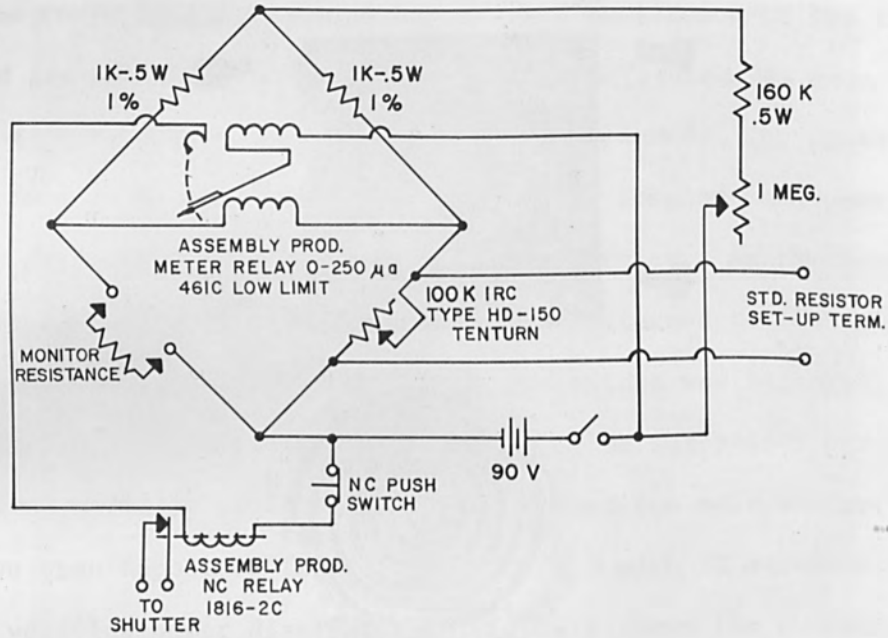 1K-.5W
1%
1K-.5W
1%
160 K
.5W
1 MEG.
ASSEMBLY PROD.
METER RELAY 0-250 µa
461C LOW LIMIT
100 K IRC
TYPE HD-150
TENTURN
STD. RESISTOR
SET-UP TERM.
MONITOR
RESISTANCE
90 V
NC PUSH
SWITCH
ASSEMBLY PROD.
NC RELAY
1816-2C
TO
SHUTTER